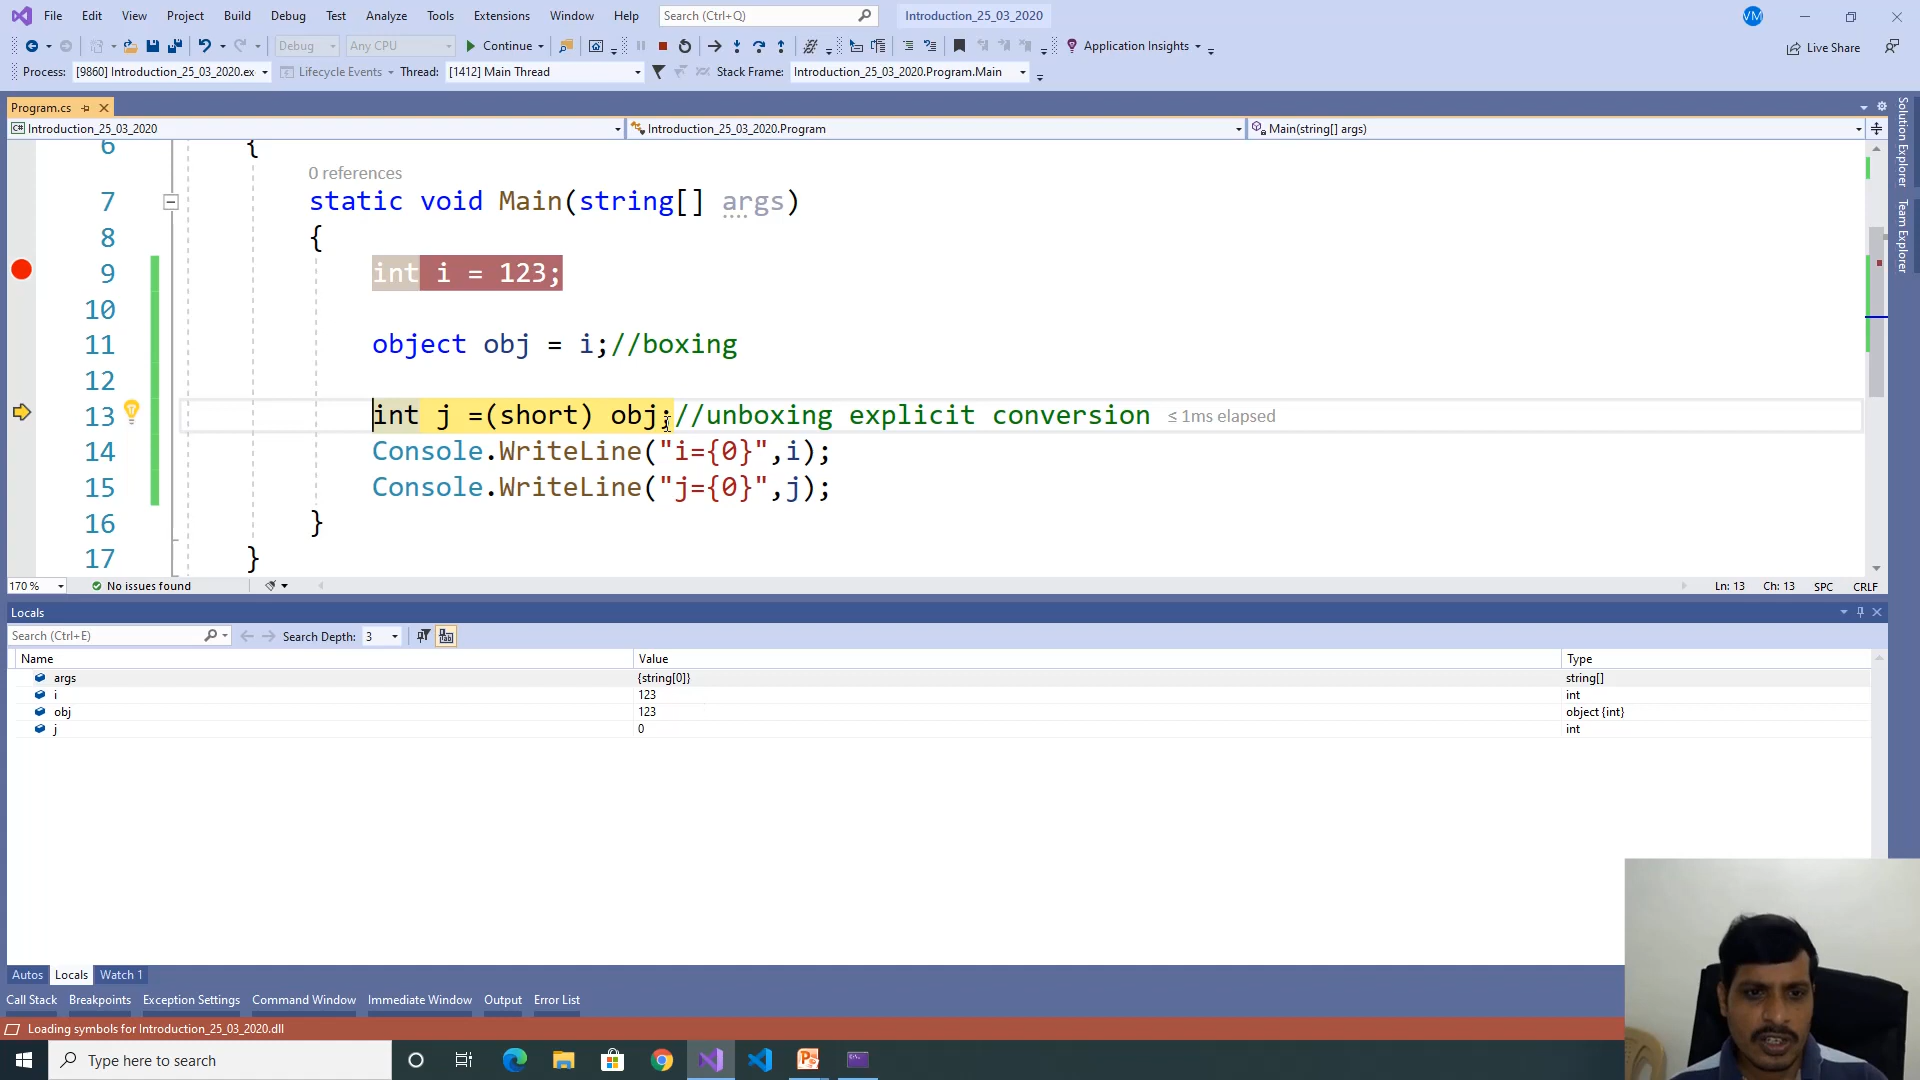 File Edit View Project Build Debug Test Analyze Tools Extensions Window Help Search (Ctrl+Q) Introduction_25_03_2020 VM
Debug Any CPU Continue Application Insights Live Share
Process: [9860] Introduction_25_03_2020.ex Lifecycle Events Thread: [1412] Main Thread Stack Frame: Introduction_25_03_2020.Program.Main
Program.cs
C# Introduction_25_03_2020 Introduction_25_03_2020.Program Main(string[] args)
Solution Explorer
Team Explorer
6 {
0 references
7 static void Main(string[] args)
8 {
9 int i = 123;
10
11 object obj = i;//boxing
12
13 int j =(short) obj;//unboxing explicit conversion ≤ 1ms elapsed
14 Console.WriteLine("i={0}",i);
15 Console.WriteLine("j={0}",j);
16 }
17 }
170 % No issues found Ln: 13 Ch: 13 SPC CRLF
Locals
Search (Ctrl+E) Search Depth: 3
Name Value Type
args {string[0]} string[]
i 123 int
obj 123 object {int}
j 0 int
Autos Locals Watch 1
Call Stack Breakpoints Exception Settings Command Window Immediate Window Output Error List
Loading symbols for Introduction_25_03_2020.dll
Type here to search